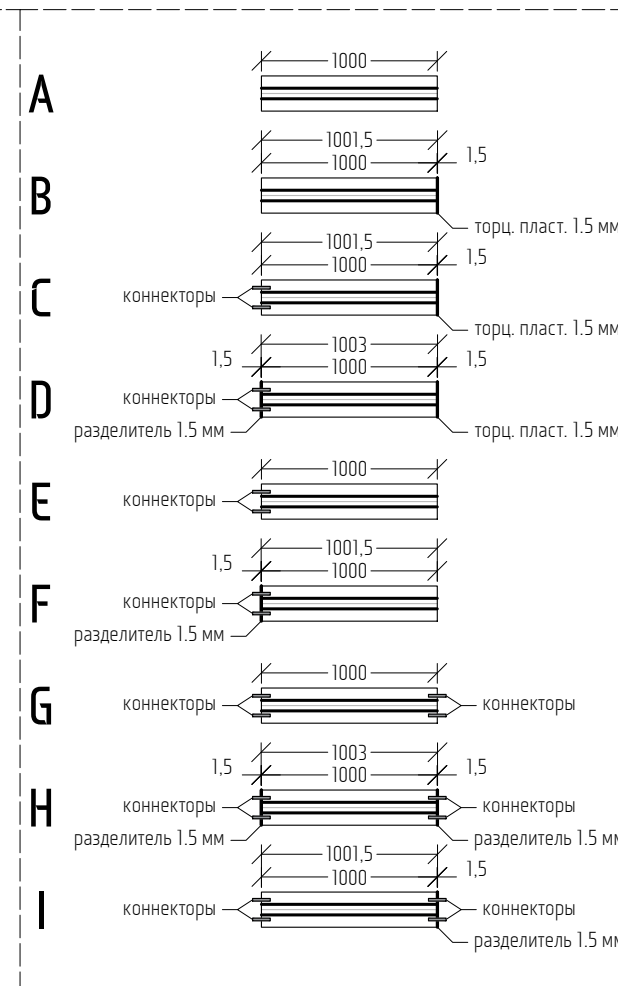 A
1000
B
1001,5
1000
1,5
торц. пласт. 1.5 мм
C
1001,5
1000
1,5
коннекторы
торц. пласт. 1.5 мм
D
1003
1,5
1000
1,5
коннекторы
разделитель 1.5 мм
торц. пласт. 1.5 мм
E
1000
коннекторы
F
1001,5
1,5
1000
коннекторы
разделитель 1.5 мм
G
1000
коннекторы
коннекторы
H
1003
1,5
1000
1,5
коннекторы
коннекторы
разделитель 1.5 мм
разделитель 1.5 мм
I
1001,5
1000
1,5
коннекторы
коннекторы
разделитель 1.5 мм